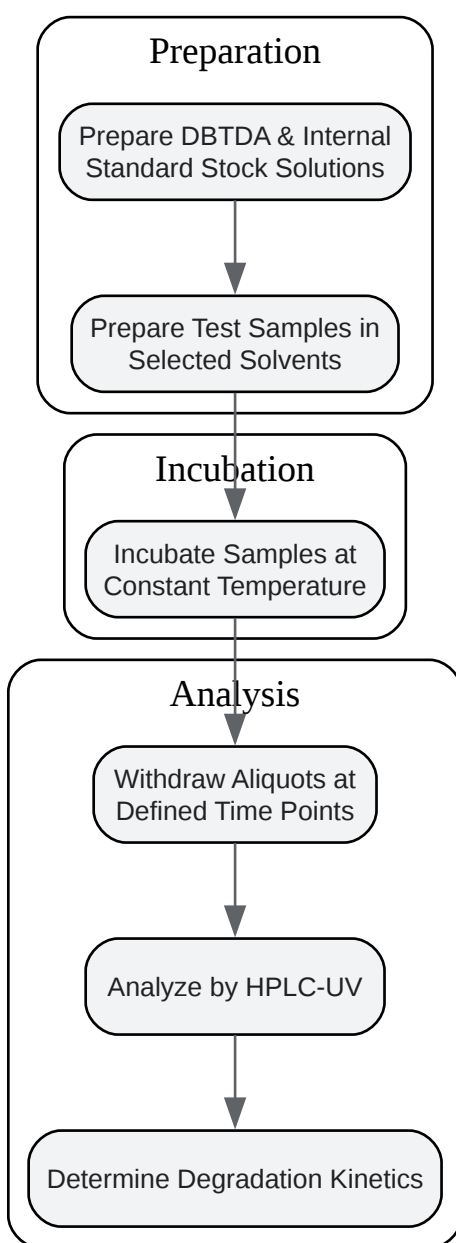 Preparation
Prepare DBTDA & Internal
Standard Stock Solutions
Prepare Test Samples in
Selected Solvents
Incubation
Incubate Samples at
Constant Temperature
Analysis
Withdraw Aliquots at
Defined Time Points
Analyze by HPLC-UV
Determine Degradation Kinetics